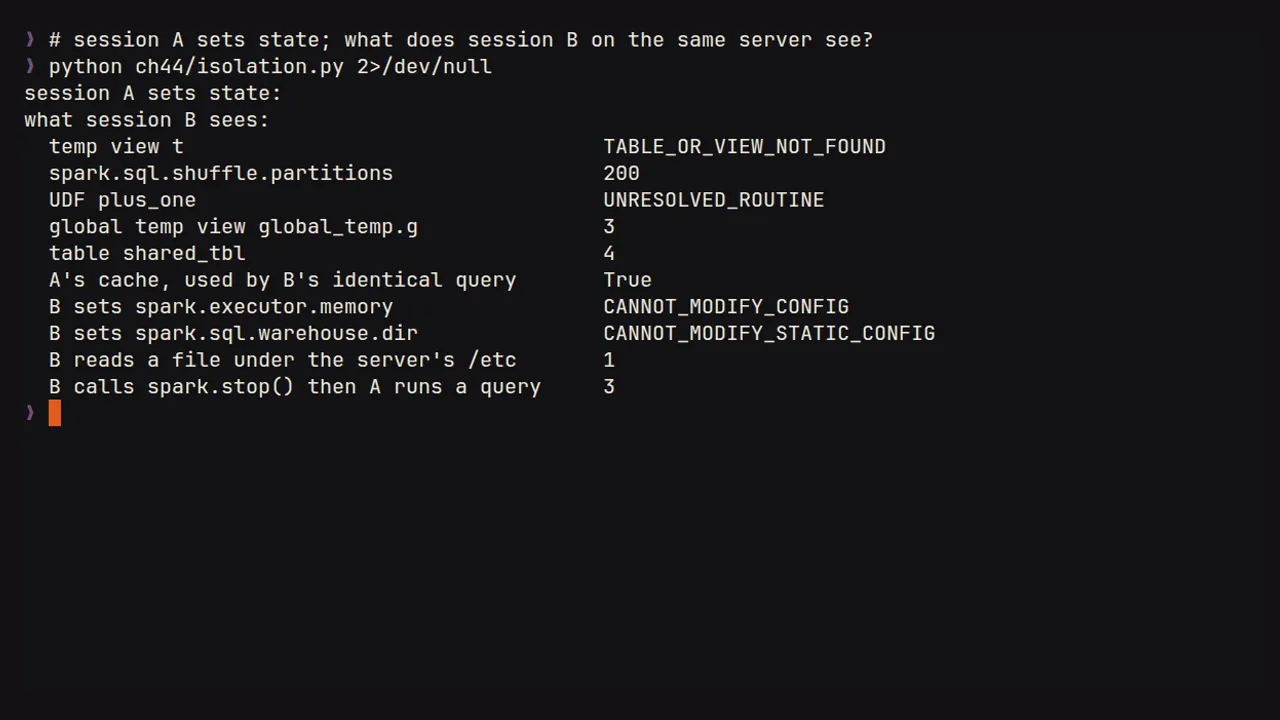 ❯ # session A sets state; what does session B on the same server see?
❯ python ch44/isolation.py 2>/dev/null
session A sets state:
what session B sees:
temp view t TABLE_OR_VIEW_NOT_FOUND
spark.sql.shuffle.partitions 200
UDF plus_one UNRESOLVED_ROUTINE
global temp view global_temp.g 3
table shared_tbl 4
A's cache, used by B's identical query True
B sets spark.executor.memory CANNOT_MODIFY_CONFIG
B sets spark.sql.warehouse.dir CANNOT_MODIFY_STATIC_CONFIG
B reads a file under the server's /etc 1
B calls spark.stop() then A runs a query 3
❯